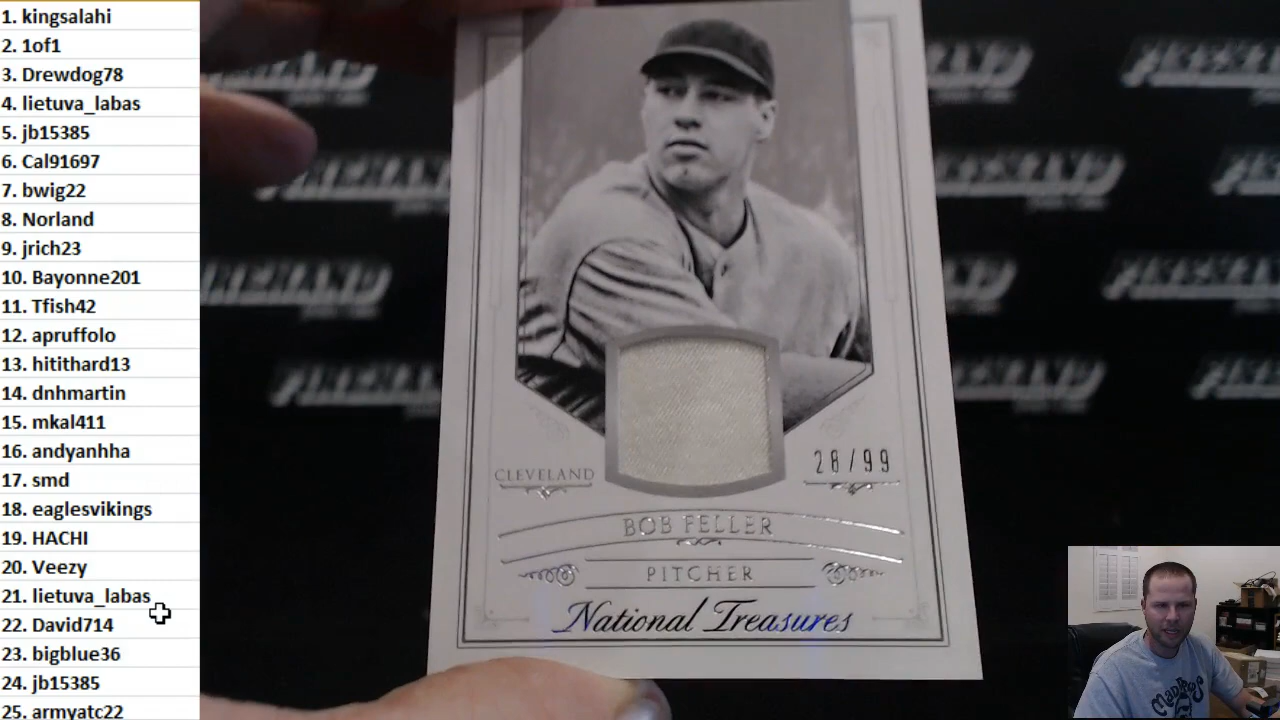 1. kingsalahi
2. 1of1
3. Drewdog78
4. lietuva_labas
5. jb15385
6. Cal91697
7. bwig22
8. Norland
9. jrich23
10. Bayonne201
11. Tfish42
12. apruffolo
13. hitithard13
14. dnhmartin
15. mkal411
16. andyanhha
17. smd
18. eaglesvikings
19. HACHI
20. Veezy
21. lietuva_labas
22. David714
23. bigblue36
24. jb15385
25. armyatc22
CLEVELAND
28/99
BOB FELLER
PITCHER
National Treasures